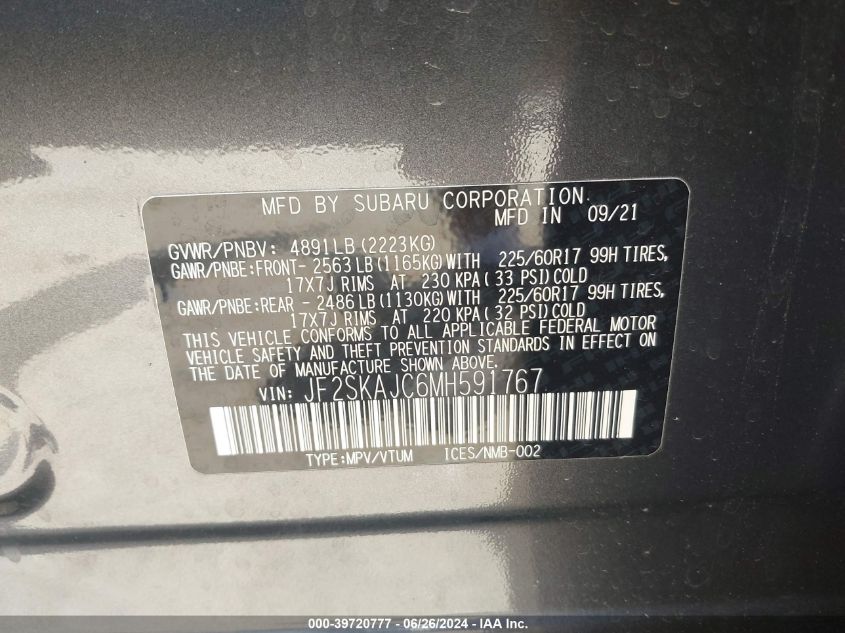 MFD BY SUBARU CORPORATION.
MFD IN 09/21
GVWR/PNBV: 4891LB(2223KG)
GAWR/PNBE:FRONT- 2563LB(1165KG)WITH 225/60R17 99H TIRES,
17X7J RIMS AT 230 KPA(33 PSI)COLD
GAWR/PNBE:REAR - 2486LB(1130KG)WITH 225/60R17 99H TIRES,
17X7J RIMS AT 220 KPA(32 PSI)COLD
THIS VEHICLE CONFORMS TO ALL APPLICABLE FEDERAL MOTOR
VEHICLE SAFETY AND THEFT PREVENTION STANDARDS IN EFFECT ON
THE DATE OF MANUFACTURE SHOWN ABOVE.
VIN: JF2SKAJC6MH591767
TYPE:MPV/VTUM ICES/NMB-002
000-39720777 - 06/26/2024 - IAA Inc.